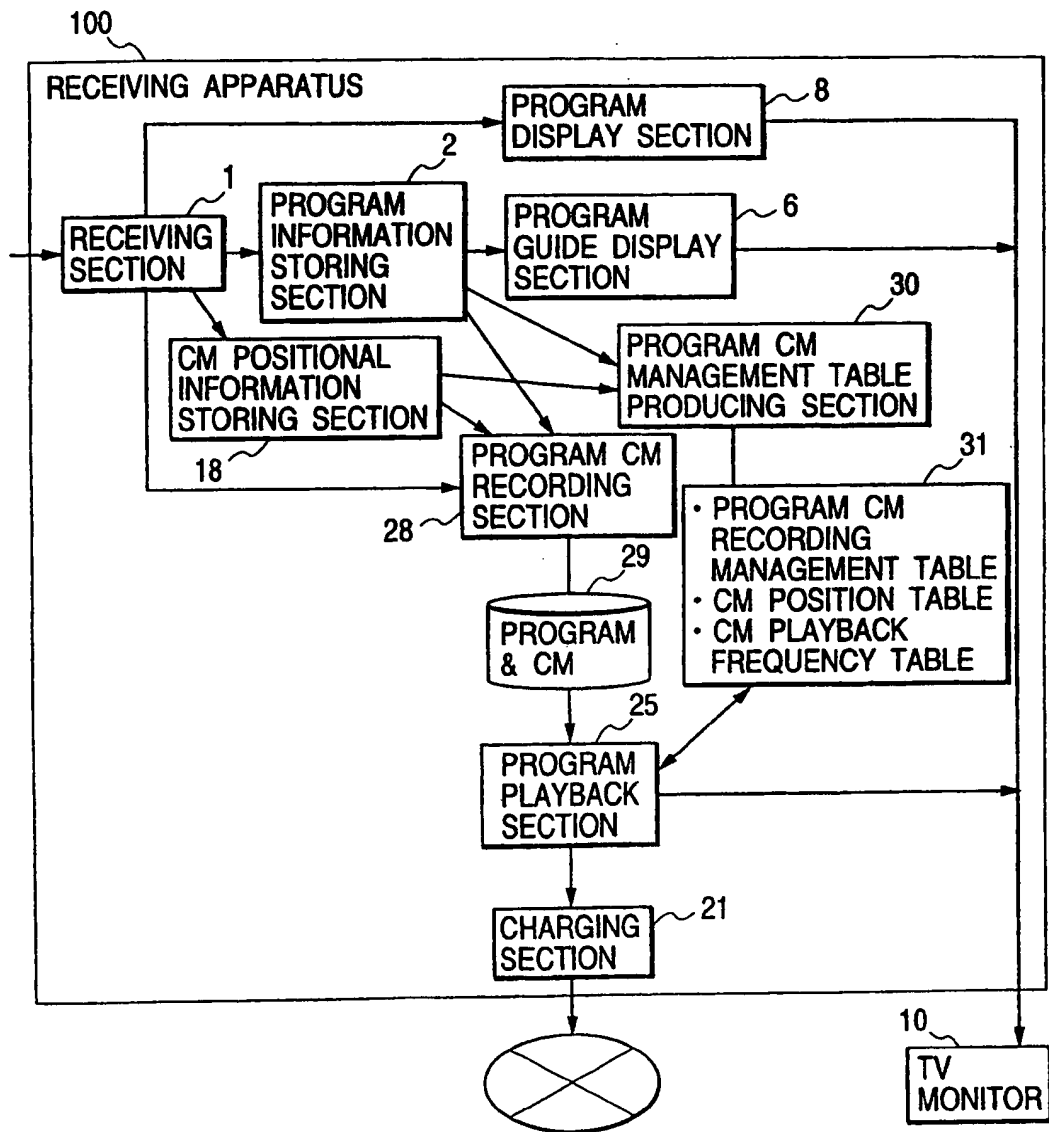 100
RECEIVING APPARATUS
8
PROGRAM
DISPLAY SECTION
2
1
PROGRAM
INFORMATION
STORING
SECTION
6
PROGRAM
GUIDE DISPLAY
SECTION
RECEIVING
SECTION
30
CM POSITIONAL
INFORMATION
STORING SECTION
18
PROGRAM CM
MANAGEMENT TABLE
PRODUCING SECTION
PROGRAM CM
RECORDING
SECTION
28
31
• PROGRAM CM
RECORDING
MANAGEMENT TABLE
• CM POSITION TABLE
• CM PLAYBACK
FREQUENCY TABLE
29
PROGRAM
& CM
25
PROGRAM
PLAYBACK
SECTION
21
CHARGING
SECTION
10
TV
MONITOR